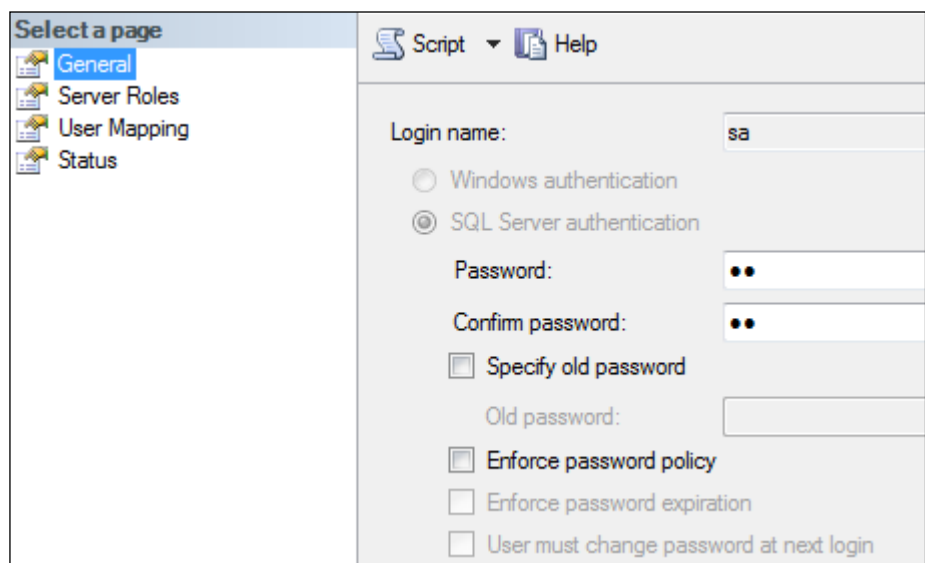 Select a page
General
Server Roles
User Mapping
Status
Script Help
Login name: sa
Windows authentication
SQL Server authentication
Password: ●●
Confirm password: ●●
Specify old password
Old password:
Enforce password policy
Enforce password expiration
User must change password at next login